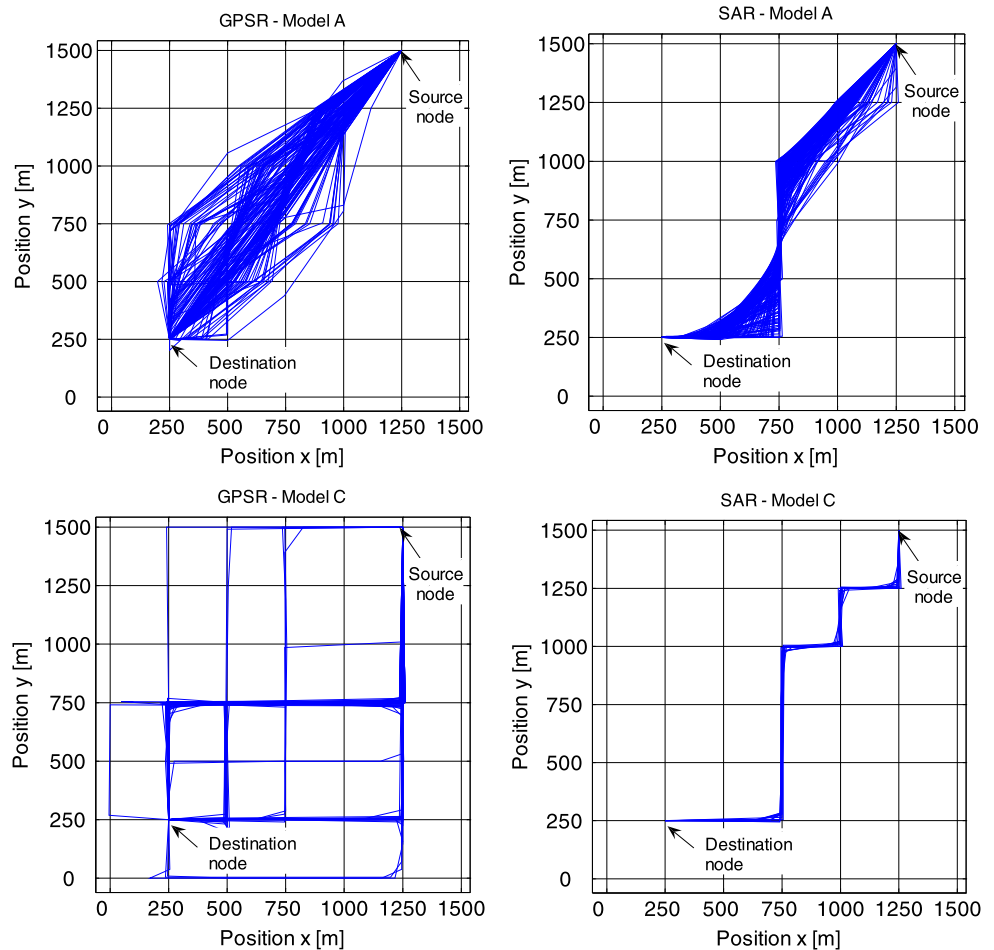 GPSR - Model A
1500
1250
1000
750
500
250
0
Position y [m]
Source
node
Destination
node
0 250 500 750 1000 1250 1500
Position x [m]
SAR - Model A
1500
1250
1000
750
500
250
0
Position y [m]
Source
node
Destination
node
0 250 500 750 1000 1250 1500
Position x [m]
GPSR - Model C
1500
1250
1000
750
500
250
0
Position y [m]
Source
node
Destination
node
0 250 500 750 1000 1250 1500
Position x [m]
SAR - Model C
1500
1250
1000
750
500
250
0
Position y [m]
Source
node
Destination
node
0 250 500 750 1000 1250 1500
Position x [m]